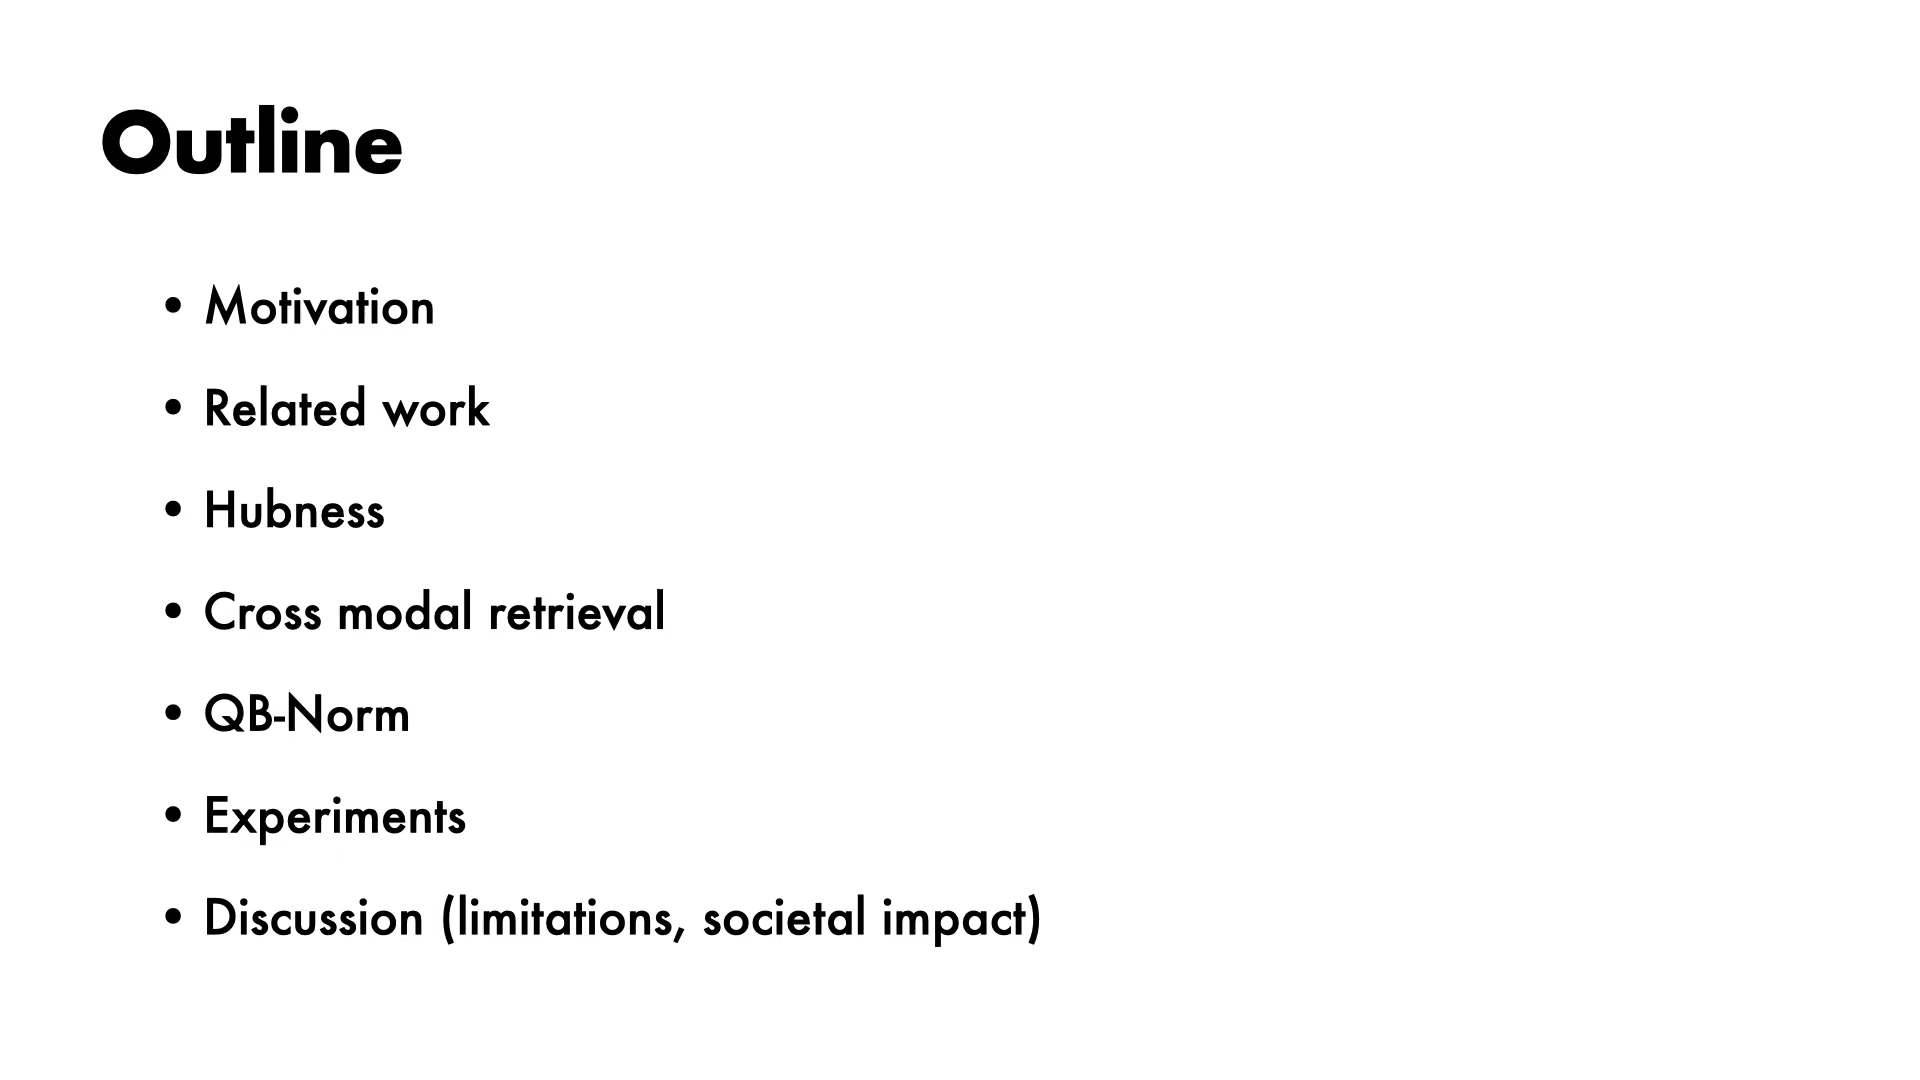 Outline
• Motivation
• Related work
• Hubness
• Cross modal retrieval
• QB-Norm
• Experiments
• Discussion (limitations, societal impact)